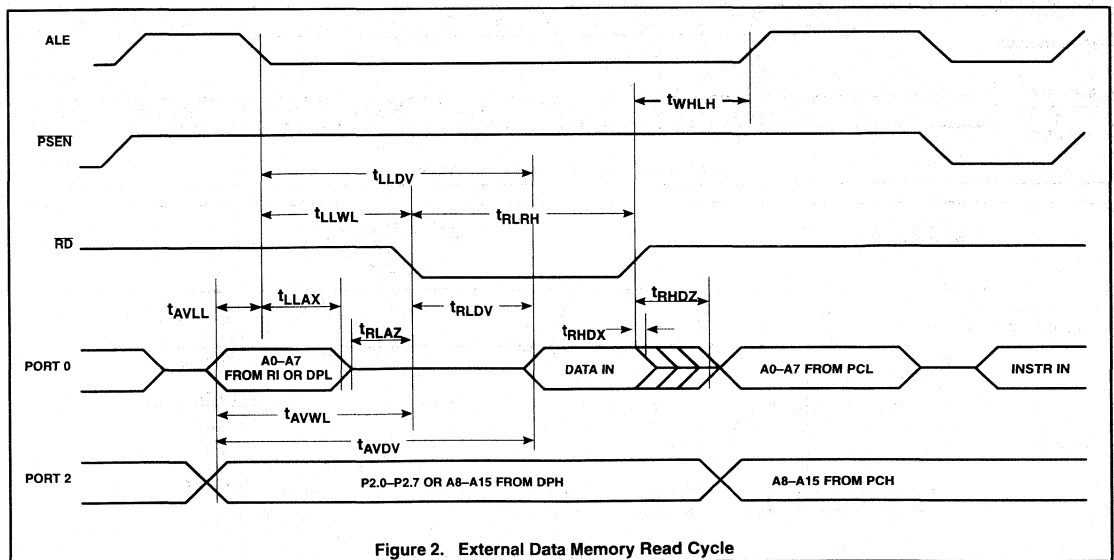 ALE
tWHLH
PSEN
tLLDV
tLLWL
tRLRH
RD
tAVLL
tLLAX
tRLAZ
tRLDV
tRHDZ
tRHDX
PORT 0
A0–A7
FROM RI OR DPL
DATA IN
A0–A7 FROM PCL
INSTR IN
tAVWL
tAVDV
PORT 2
P2.0–P2.7 OR A8–A15 FROM DPH
A8–A15 FROM PCH
Figure 2. External Data Memory Read Cycle